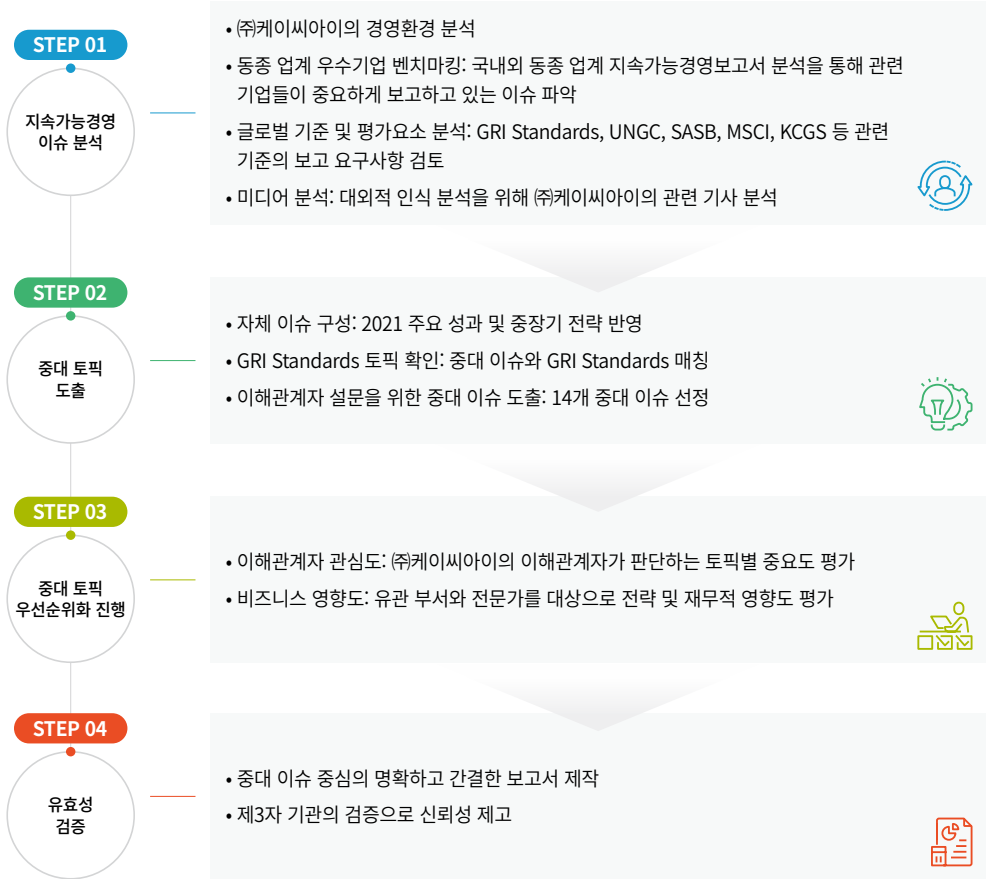 STEP 01
지속가능경영
이슈 분석
• ㈜케이씨아이의 경영환경 분석
• 동종 업계 우수기업 벤치마킹: 국내외 동종 업계 지속가능경영보고서 분석을 통해 관련
기업들이 중요하게 보고하고 있는 이슈 파악
• 글로벌 기준 및 평가요소 분석: GRI Standards, UNGC, SASB, MSCI, KCGS 등 관련
기준의 보고 요구사항 검토
• 미디어 분석: 대외적 인식 분석을 위해 ㈜케이씨아이의 관련 기사 분석
STEP 02
중대 토픽
도출
• 자체 이슈 구성: 2021 주요 성과 및 중장기 전략 반영
• GRI Standards 토픽 확인: 중대 이슈와 GRI Standards 매칭
• 이해관계자 설문을 위한 중대 이슈 도출: 14개 중대 이슈 선정
STEP 03
중대 토픽
우선순위화 진행
• 이해관계자 관심도: ㈜케이씨아이의 이해관계자가 판단하는 토픽별 중요도 평가
• 비즈니스 영향도: 유관 부서와 전문가를 대상으로 전략 및 재무적 영향도 평가
STEP 04
유효성
검증
• 중대 이슈 중심의 명확하고 간결한 보고서 제작
• 제3자 기관의 검증으로 신뢰성 제고